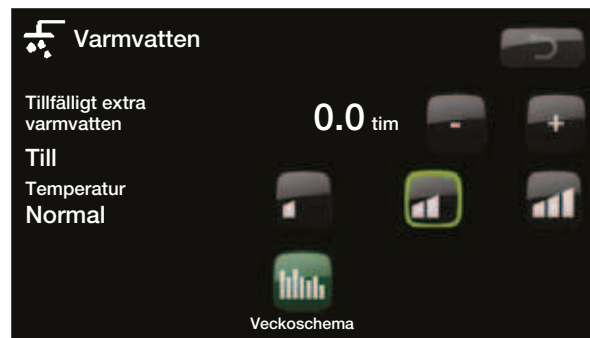 Varmvatten
Tillfälligt extra
varmvatten
0.0 tim
-
+
Till
Temperatur
Normal
Veckoschema